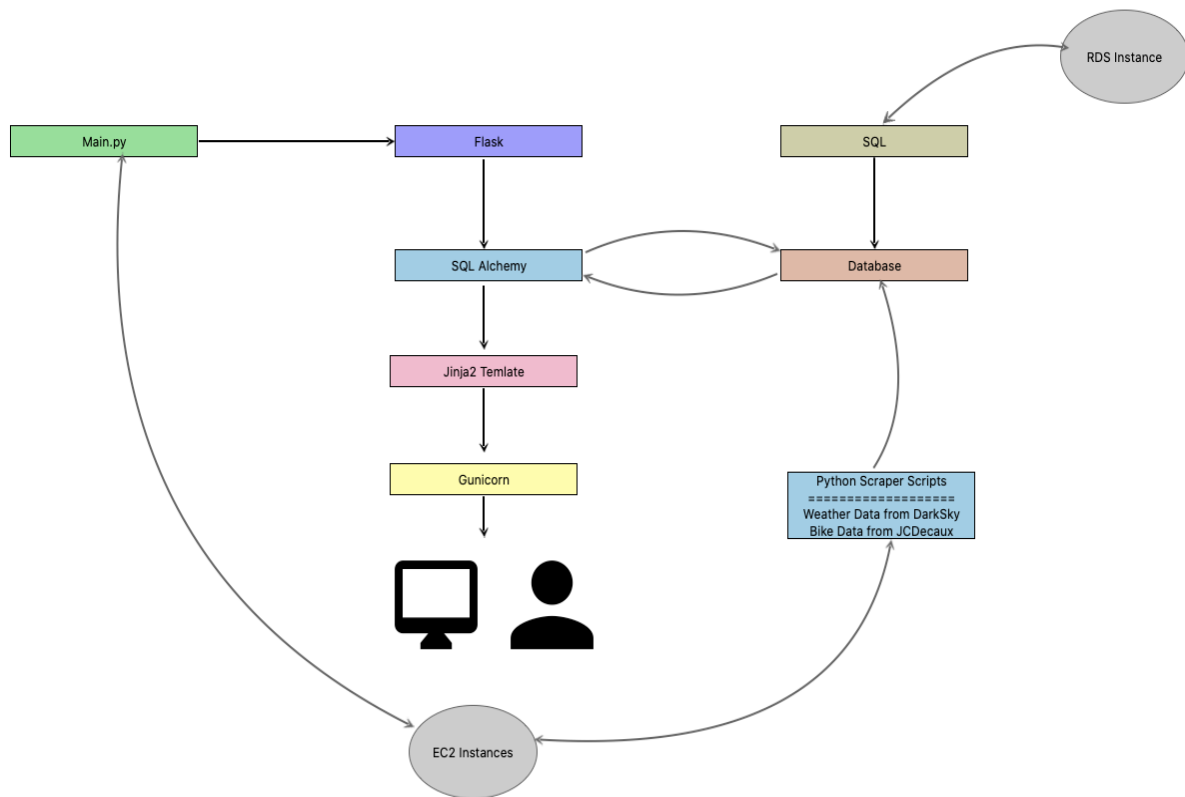 RDS Instance
Main.py
Flask
SQL
SQL Alchemy
Database
Jinja2 Temlate
Gunicorn
Python Scraper Scripts
===================
Weather Data from DarkSky
Bike Data from JCDecaux
EC2 Instances